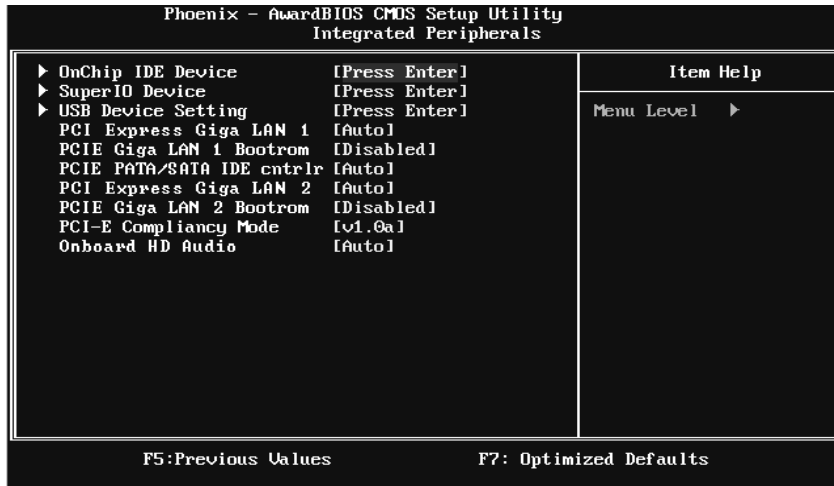 Phoenix - AwardBIOS CMOS Setup Utility
Integrated Peripherals
OnChip IDE Device [Press Enter]
SuperIO Device [Press Enter]
USB Device Setting [Press Enter]
PCI Express Giga LAN 1 [Auto]
PCIE Giga LAN 1 Bootrom [Disabled]
PCIE PATA/SATA IDE cntrlr [Auto]
PCI Express Giga LAN 2 [Auto]
PCIE Giga LAN 2 Bootrom [Disabled]
PCI-E Compliancy Mode [v1.0a]
Onboard HD Audio [Auto]
Item Help
Menu Level
F5:Previous Values F7: Optimized Defaults